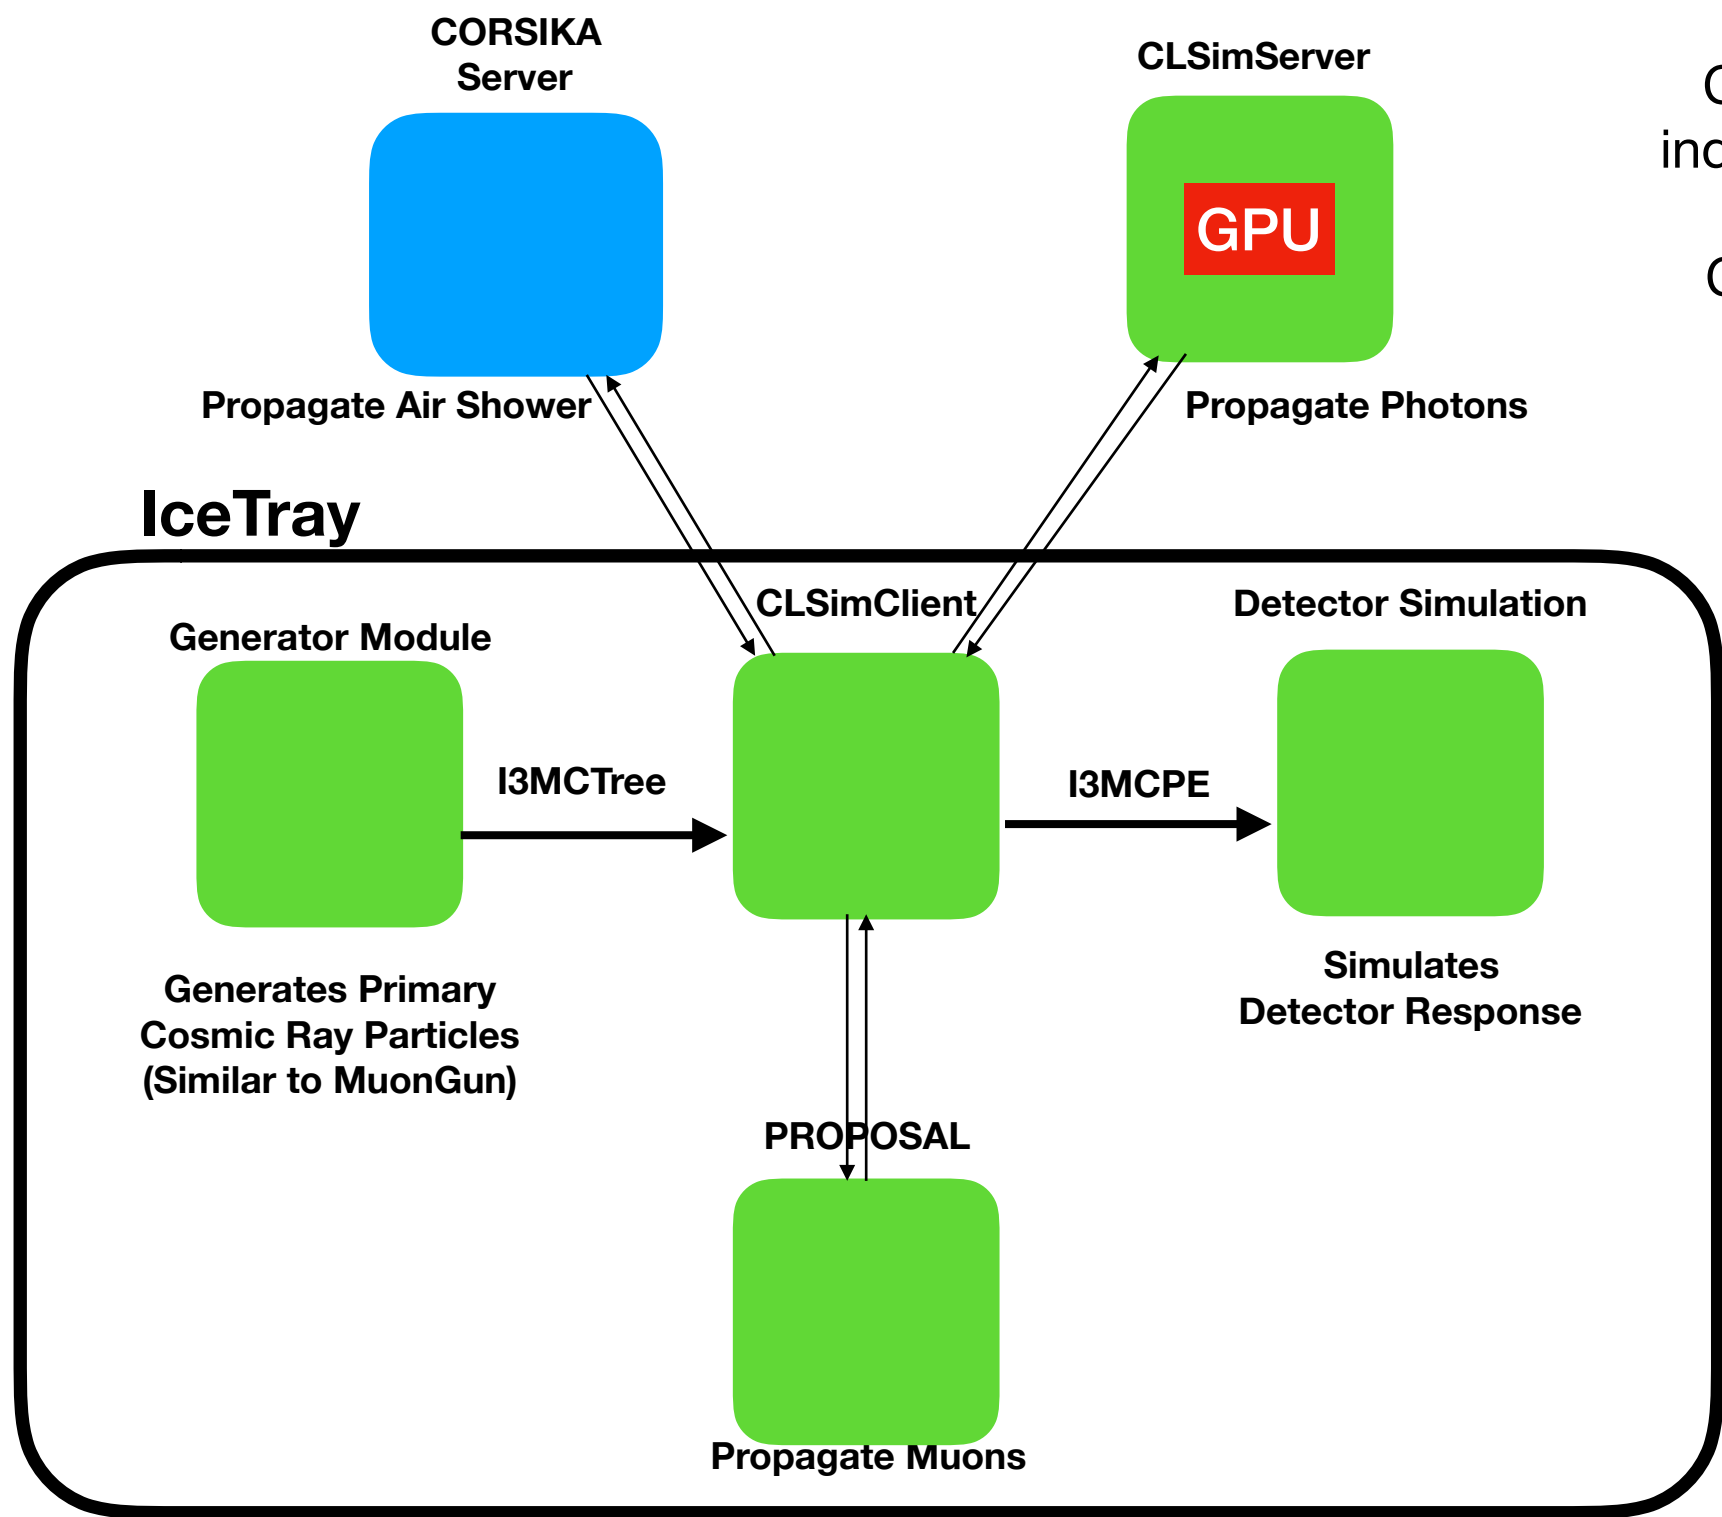 CORSIKA
Server
CLSimServer
GPU
Propagate Air Shower
Propagate Photons
IceTray
Generator Module
CLSimClient
Detector Simulation
I3MCTree
I3MCPE
Generates Primary
Cosmic Ray Particles
(Similar to MuonGun)
Simulates
Detector Response
PROPOSAL
Propagate Muons